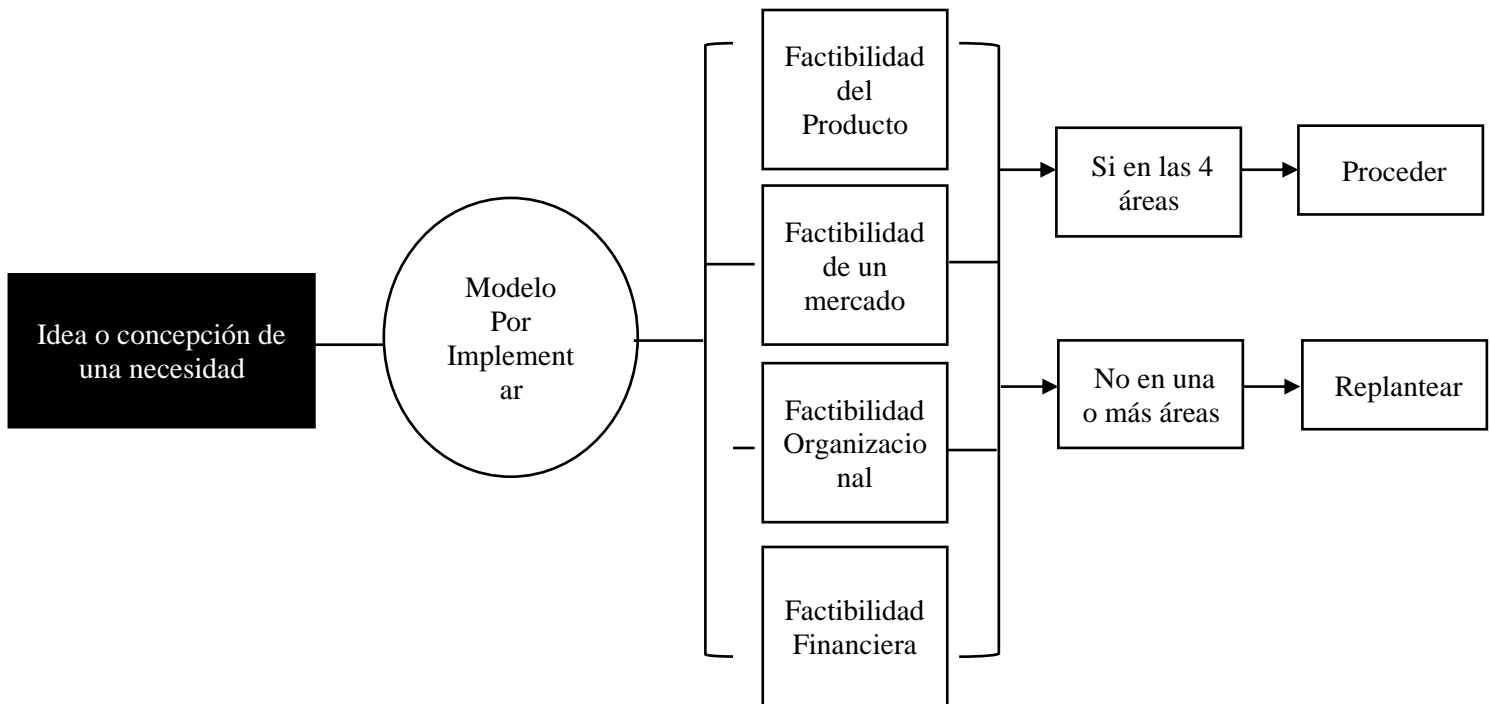 Idea o concepción de
una necesidad
Modelo
Por
Implement
ar
Factibilidad
del
Producto
Factibilidad
de un
mercado
Factibilidad
Organizacio
nal
Factibilidad
Financiera
Si en las 4
áreas
Proceder
No en una
o más áreas
Replantear